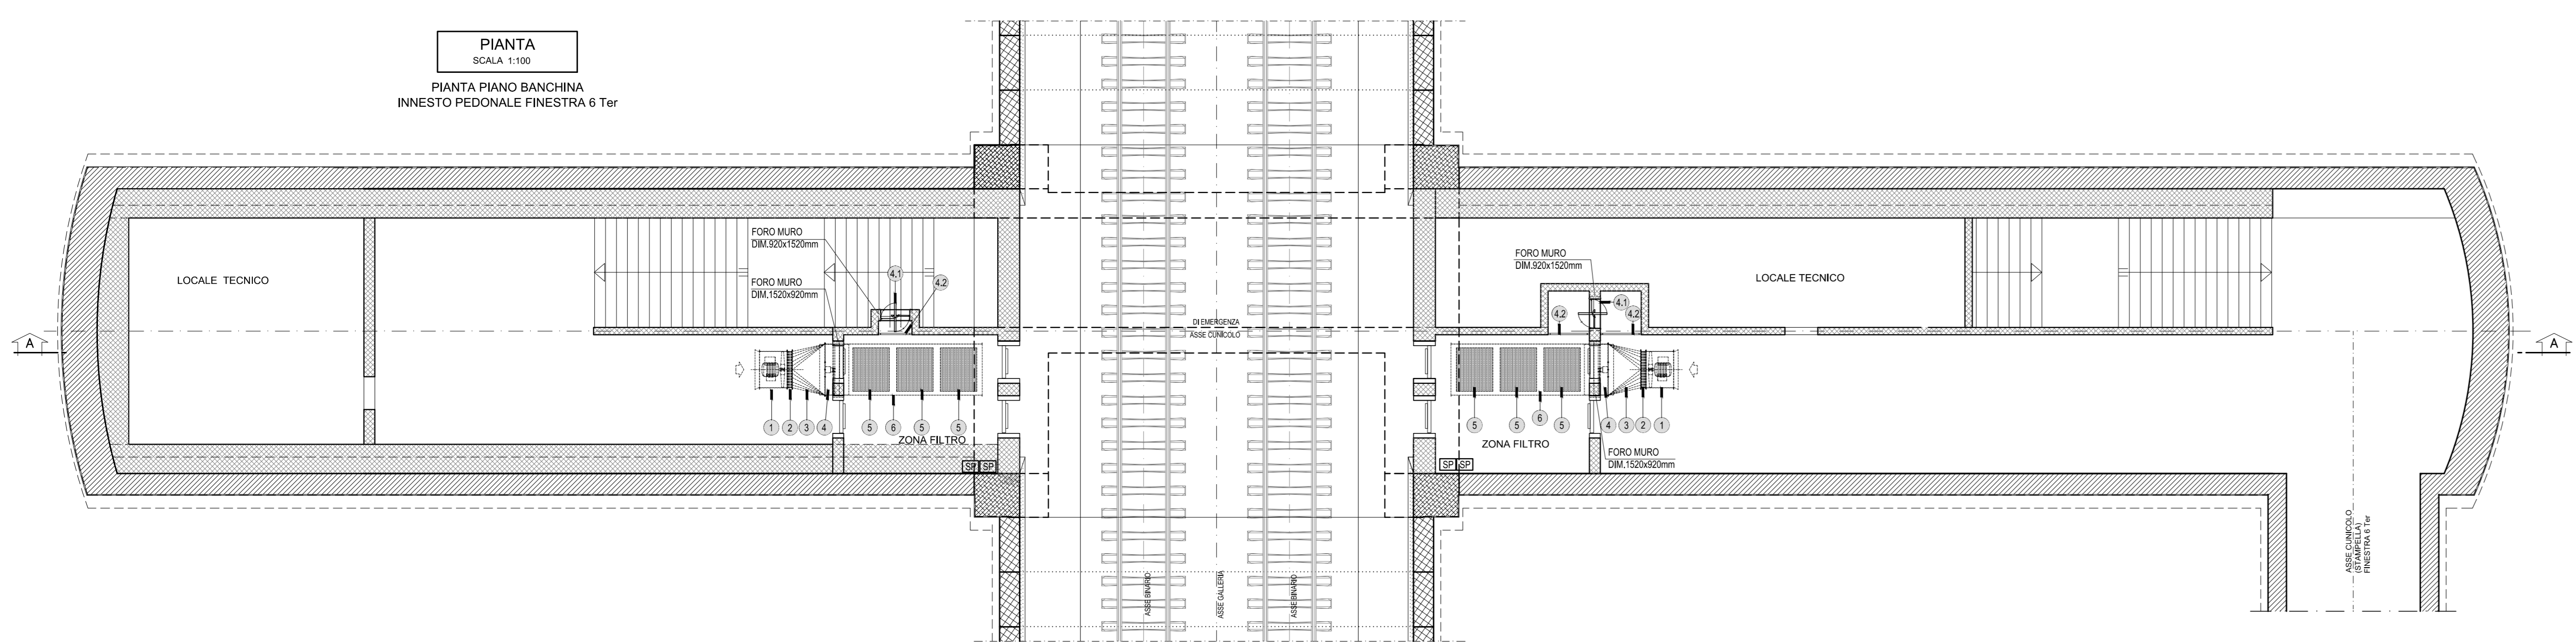 PIANTA
SCALA 1:100
PIANTA PIANO BANCHINA
INNESTO PEDONALE FINESTRA 6 Ter
LOCALE TECNICO
FORO MURO
DIM.920x1520mm
FORO MURO
DIM.1520x920mm
4.1
4.2
A
1
2
3
4
5
6
5
5
ZONA FILTRO
SP
SP
DI EMERGENZA
ASSE CUNICOLO
ASSE BINARIO
ASSE GALLERIA
ASSE BINARIO
FORO MURO
DIM.920x1520mm
LOCALE TECNICO
4.1
4.2
4.2
5
5
6
5
4
3
2
1
ZONA FILTRO
SP
SP
FORO MURO
DIM.1520x920mm
A
ASSE CUNICOLO
(STAMPELLA)
FINESTRA 6 Ter